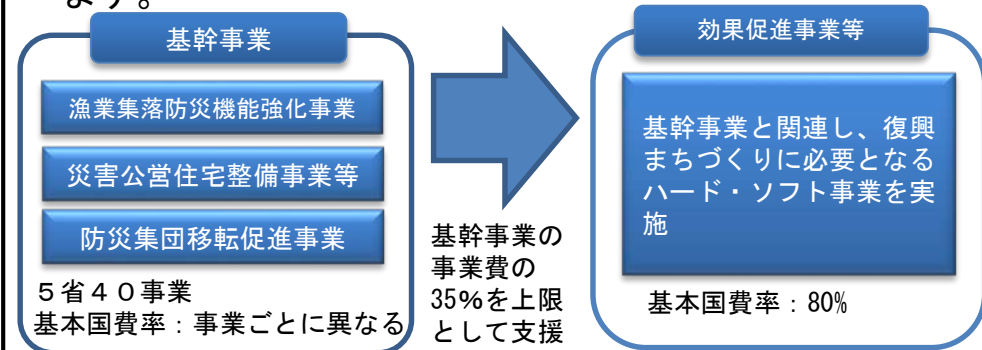 ます。
基幹事業
漁業集落防災機能強化事業
災害公営住宅整備事業等
防災集団移転促進事業
５省４０事業
基本国費率：事業ごとに異なる
基幹事業の
事業費の
35%を上限
として支援
効果促進事業等
基幹事業と関連し、復興
まちづくりに必要となる
ハード・ソフト事業を実
施
基本国費率：80%